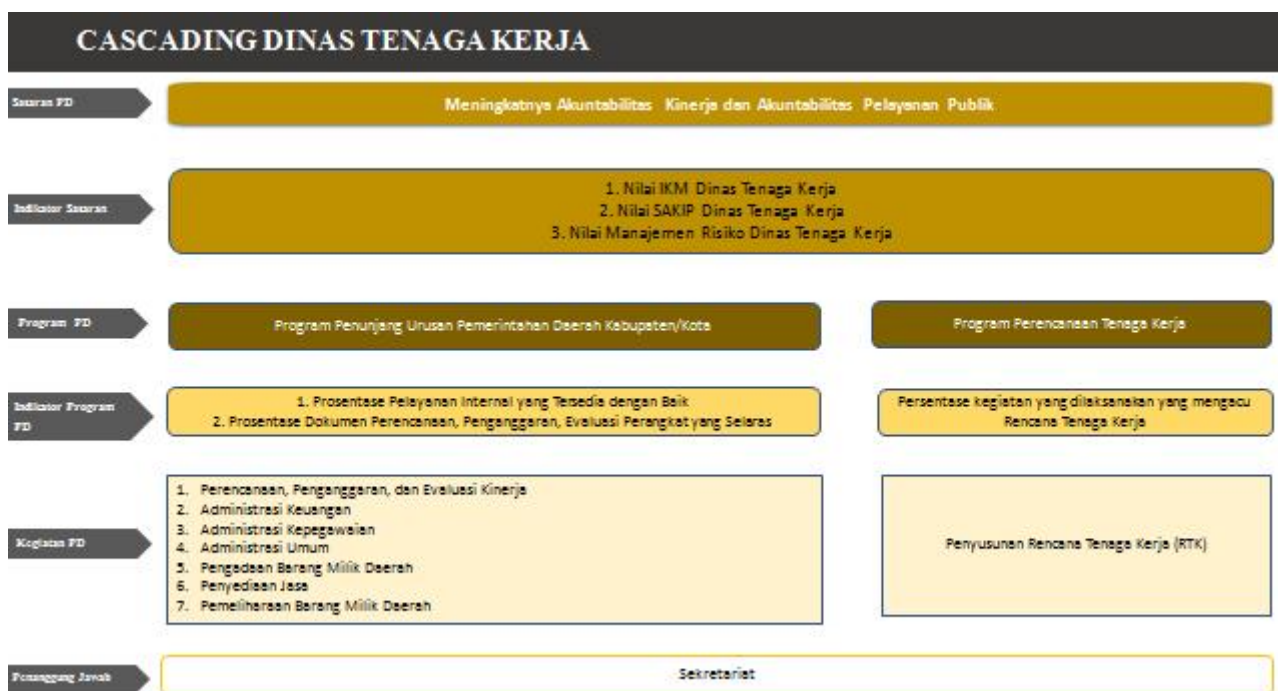 CASCADING DINAS TENAGA KERJA
Sasaran PD
Meningkatnya Akuntabilitas Kinerja dan Akuntabilitas Pelayanan Publik
Indikator Sasaran
1. Nilai IKM Dinas Tenaga Kerja
2. Nilai SAKIP Dinas Tenaga Kerja
3. Nilai Manajemen Risiko Dinas Tenaga Kerja
Program PD
Program Penunjang Urusan Pemerintahan Daerah Kabupaten/Kota
Program Perencanaan Tenaga Kerja
Indikator Program
PD
1. Prosentase Pelayanan Internal yang Tersedia dengan Baik
2. Prosentase Dokumen Perencanaan, Penganggaran, Evaluasi Perangkat yang Selaras
Persentase kegiatan yang dilaksanakan yang mengacu
Rencana Tenaga Kerja
Kegiatan PD
1. Perencanaan, Penganggaran, dan Evaluasi Kinerja
2. Administrasi Keuangan
3. Administrasi Kepegawaian
4. Administrasi Umum
5. Pengadaan Barang Milik Daerah
6. Penyediaan Jasa
7. Pemeliharaan Barang Milik Daerah
Penyusunan Rencana Tenaga Kerja (RTK)
Penanggung Jawab
Sekretariat